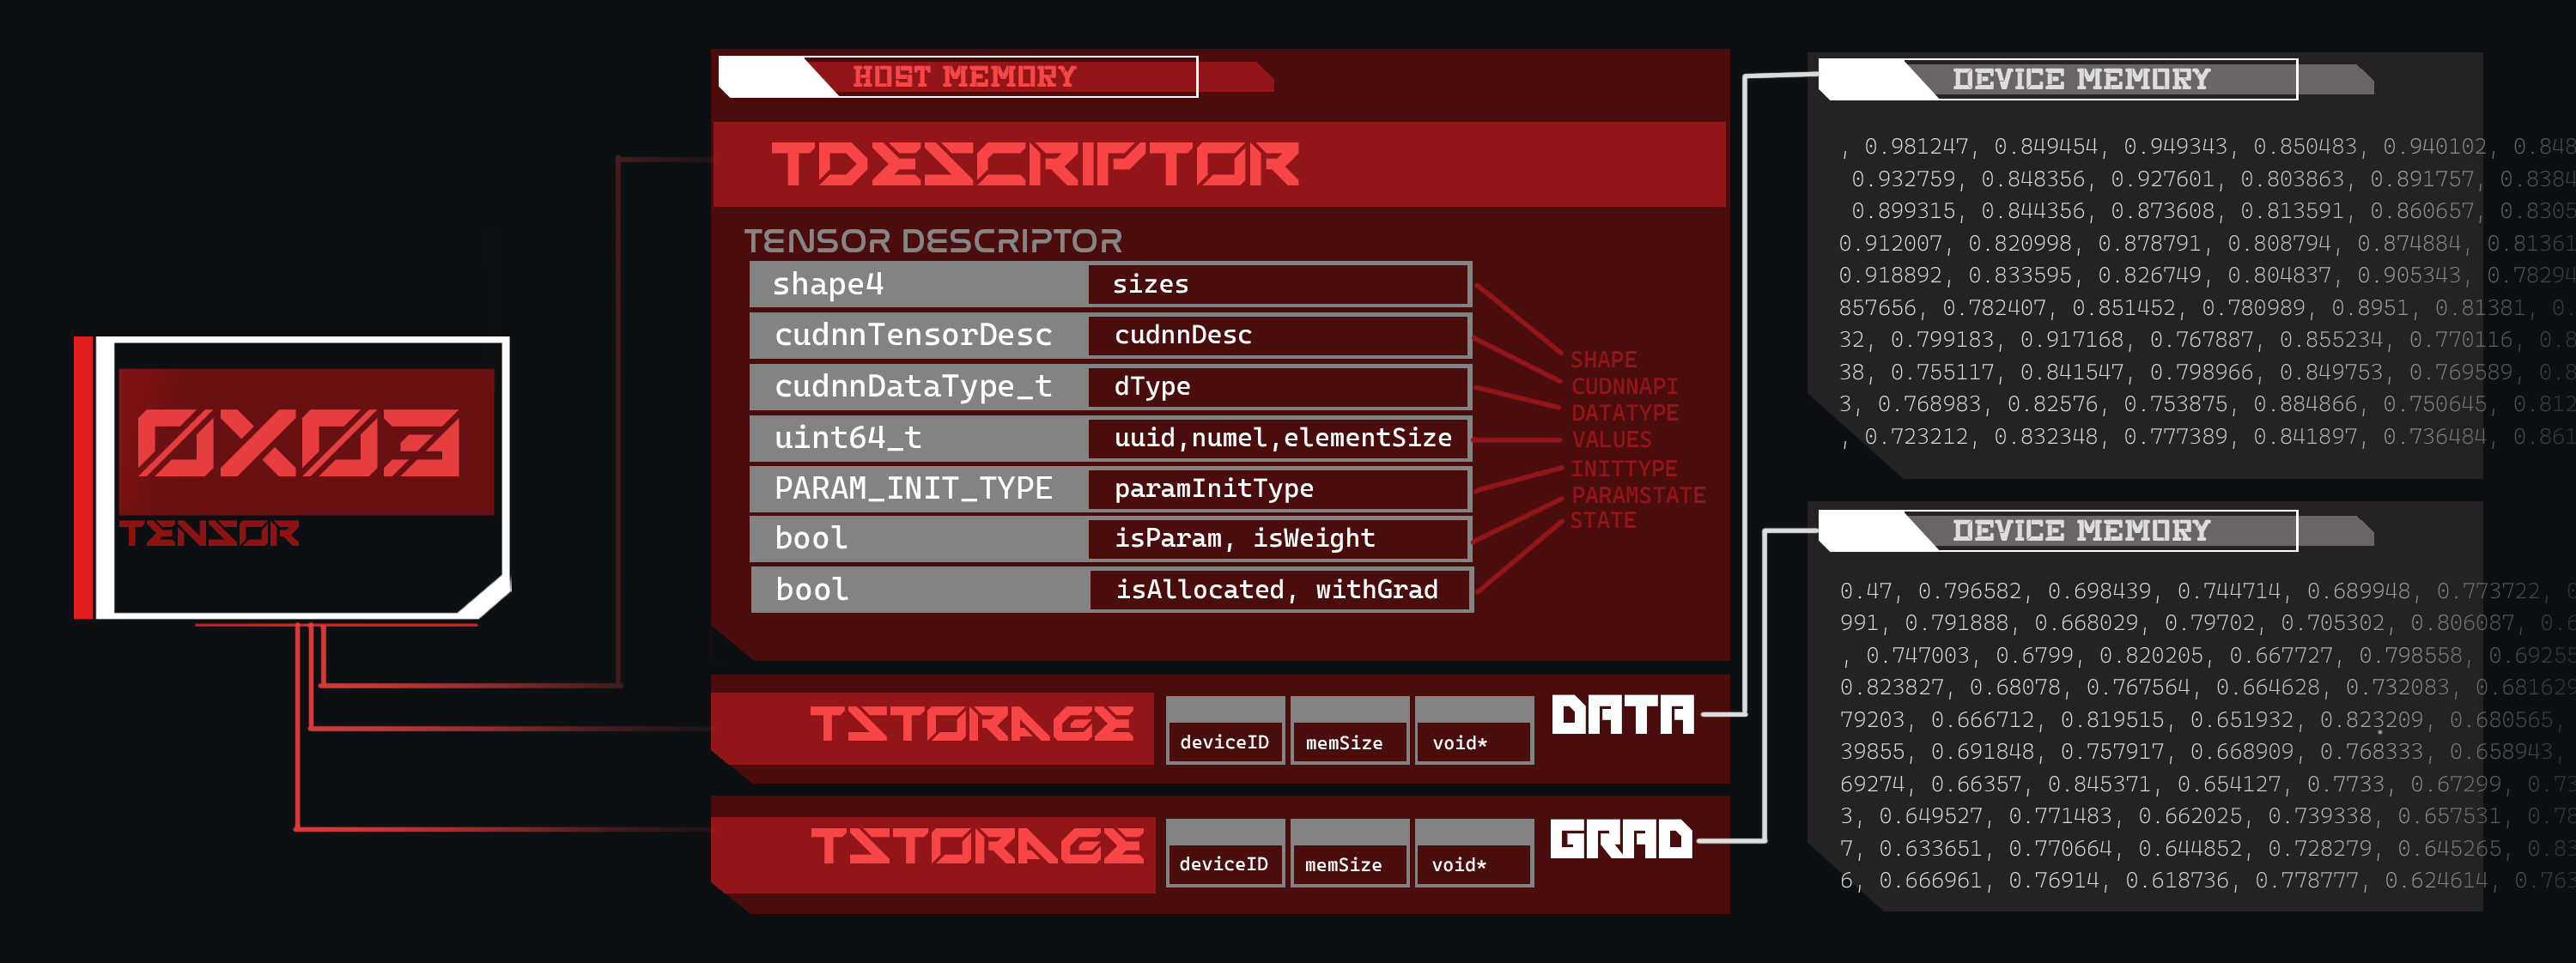 0X03
TENSOR
HOST MEMORY
TDESCRIPTOR
TENSOR DESCRIPTOR
shape4 sizes
cudnnTensorDesc cudnnDesc
cudnnDataType_t dType
uint64_t uuid,numel,elementSize
PARAM_INIT_TYPE paramInitType
bool isParam, isWeight
bool isAllocated, withGrad
SHAPE
CUDNNAPI
DATATYPE
VALUES
INITTYPE
PARAMSTATE
STATE
TSTORAGE deviceID memSize void* DATA
TSTORAGE deviceID memSize void* GRAD
DEVICE MEMORY
, 0.981247, 0.849454, 0.949343, 0.850483, 0.940102, 0.848
0.932759, 0.848356, 0.927601, 0.803863, 0.891757, 0.8384
0.899315, 0.844356, 0.873608, 0.813591, 0.860657, 0.8305
0.912007, 0.820998, 0.878791, 0.808794, 0.874884, 0.81361
0.918892, 0.833595, 0.826749, 0.804837, 0.905343, 0.78294
857656, 0.782407, 0.851452, 0.780989, 0.8951, 0.81381, 0.
32, 0.799183, 0.917168, 0.767887, 0.855234, 0.770116, 0.8
38, 0.755117, 0.841547, 0.798966, 0.849753, 0.769589, 0.8
3, 0.768983, 0.82576, 0.753875, 0.884866, 0.750645, 0.812
, 0.723212, 0.832348, 0.777389, 0.841897, 0.736484, 0.861
DEVICE MEMORY
0.47, 0.796582, 0.698439, 0.744714, 0.689948, 0.773722, 0
991, 0.791888, 0.668029, 0.79702, 0.705302, 0.806087, 0.6
, 0.747003, 0.6799, 0.820205, 0.667727, 0.798558, 0.69255
0.823827, 0.68078, 0.767564, 0.664628, 0.732083, 0.681629
79203, 0.666712, 0.819515, 0.651932, 0.823209, 0.680565,
39855, 0.691848, 0.757917, 0.668909, 0.768333, 0.658943,
69274, 0.66357, 0.845371, 0.654127, 0.7733, 0.67299, 0.73
3, 0.649527, 0.771483, 0.662025, 0.739338, 0.657531, 0.78
7, 0.633651, 0.770664, 0.644852, 0.728279, 0.645265, 0.83
6, 0.666961, 0.76914, 0.618736, 0.778777, 0.624614, 0.763